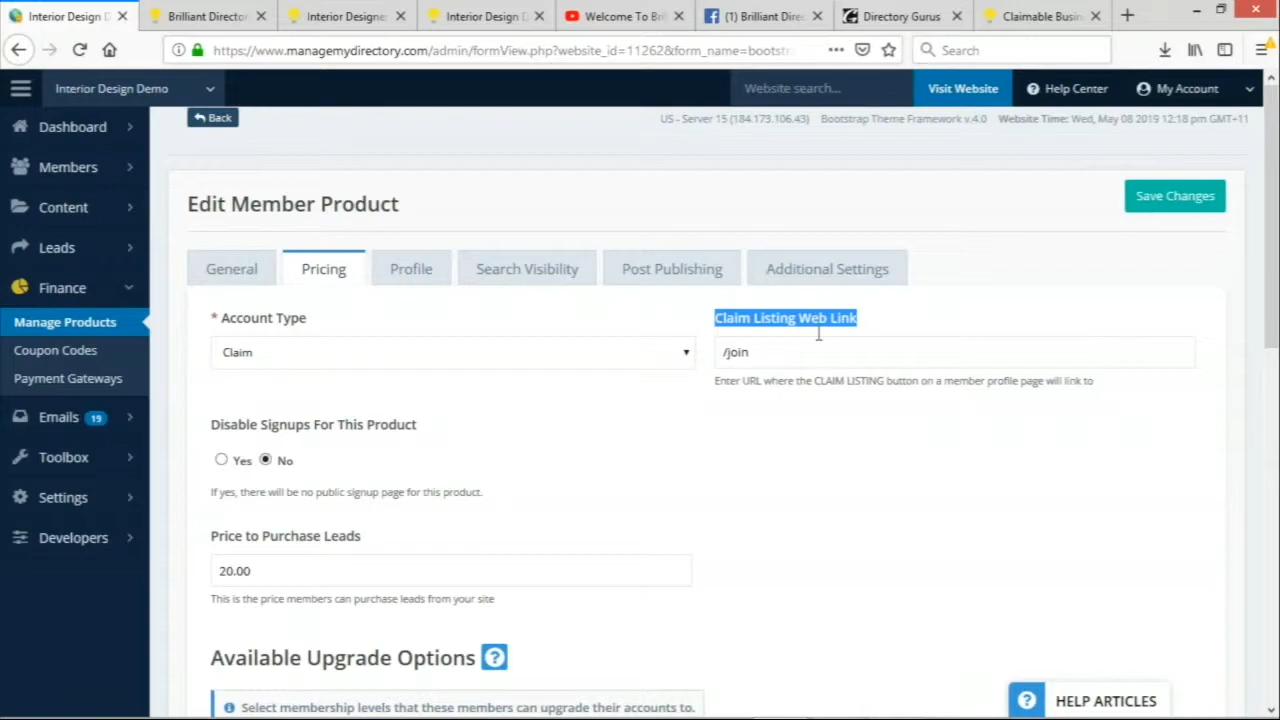 Interior Design D
Brilliant Director
Interior Designer
Interior Design D
Welcome To Bri
(1) Brilliant Dire
Directory Gurus
Claimable Busin
https://www.managemydirectory.com/admin/formView.php?website_id=11262&form_name=bootst
Search
Interior Design Demo
Website search...
Visit Website
Help Center
My Account
Back
US - Server 15 (184.173.106.43)
Bootstrap Theme Framework v.4.0
Website Time: Wed, May 08 2019 12:18 pm GMT+11
Dashboard
Members
Content
Leads
Finance
Manage Products
Coupon Codes
Payment Gateways
Emails 19
Toolbox
Settings
Developers
Edit Member Product
Save Changes
General
Pricing
Profile
Search Visibility
Post Publishing
Additional Settings
* Account Type
Claim
Claim Listing Web Link
/join
Enter URL where the CLAIM LISTING button on a member profile page will link to
Disable Signups For This Product
Yes No
If yes, there will be no public signup page for this product.
Price to Purchase Leads
20.00
This is the price members can purchase leads from your site
Available Upgrade Options ?
Select membership levels that these members can upgrade their accounts to.
? HELP ARTICLES